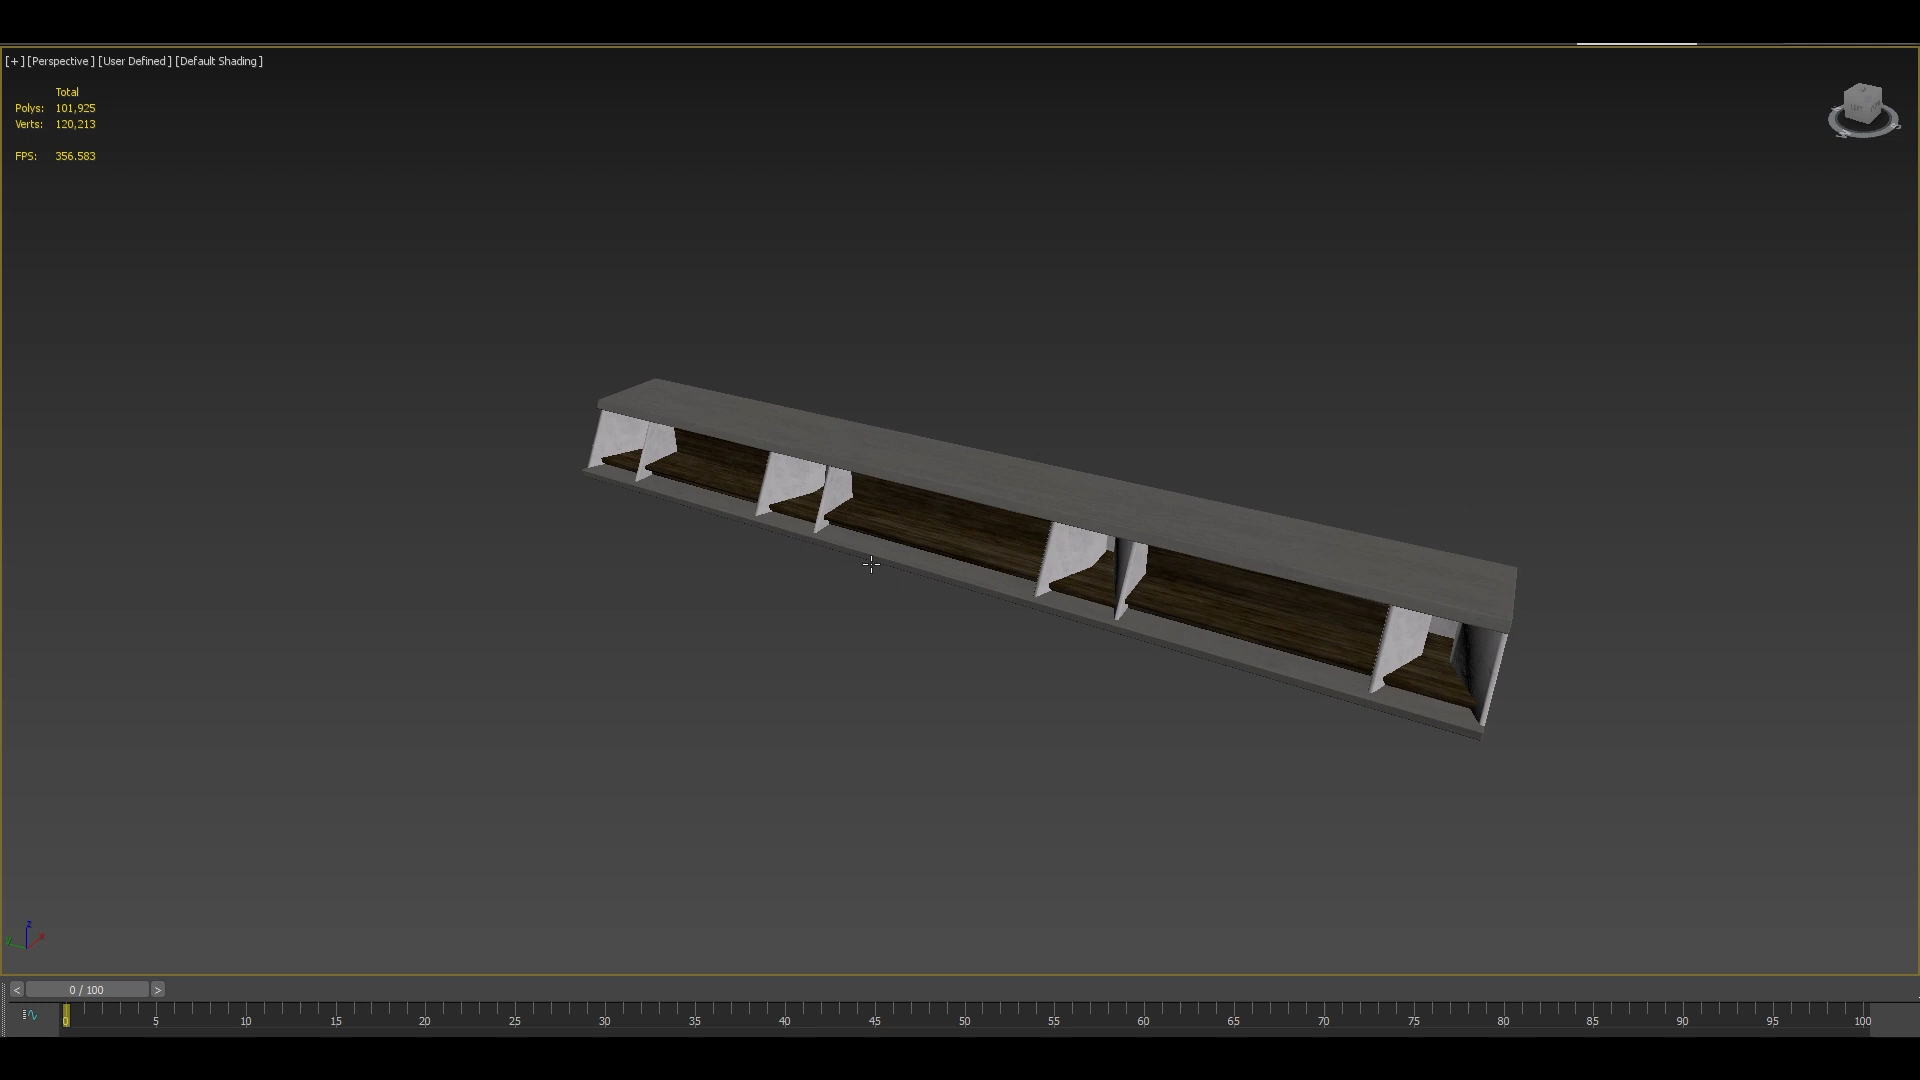 [+] [Perspective] [User Defined] [Default Shading]
Total
Polys: 101,925
Verts: 120,213
FPS: 356.583
z
x
y
< 0 / 100 >
0 5 10 15 20 25 30 35 40 45 50 55 60 65 70 75 80 85 90 95 100